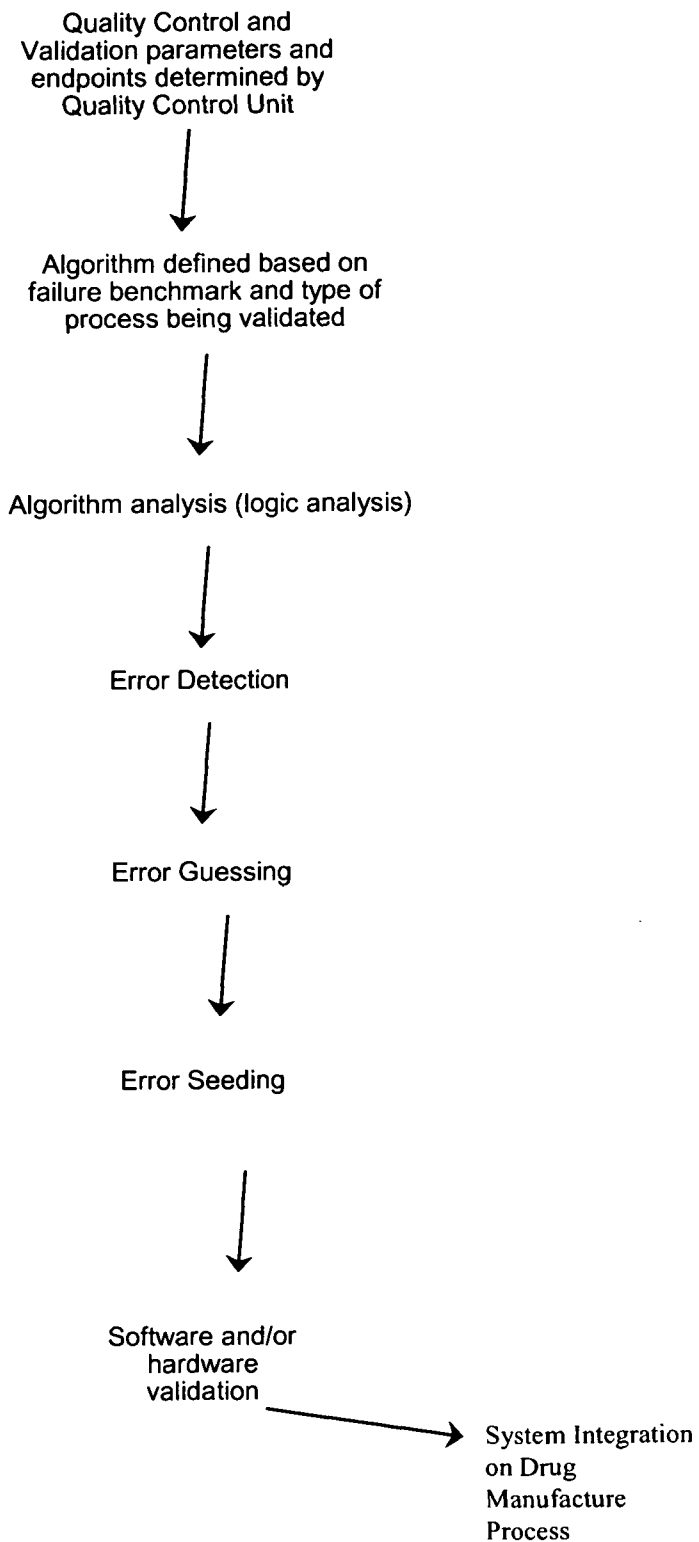 Quality Control and
Validation parameters and
endpoints determined by
Quality Control Unit
Algorithm defined based on
failure benchmark and type of
process being validated
Algorithm analysis (logic analysis)
Error Detection
Error Guessing
Error Seeding
Software and/or
hardware
validation
System Integration
on Drug
Manufacture
Process